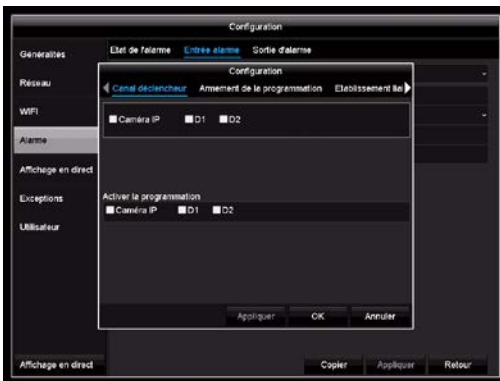 Configuration
Généralités
Etat de l'alarme Entrée alarme Sortie d'alarme
Configuration
Réseau
Canal déclencheur Armement de la programmation Etablissement liai
WIFI
Caméra IP D1 D2
Alarme
Affichage en direct
Exceptions
Activer la programmation
Caméra IP D1 D2
Utilisateur
Appliquer OK Annuler
Affichage en direct Copier Appliquer Retour